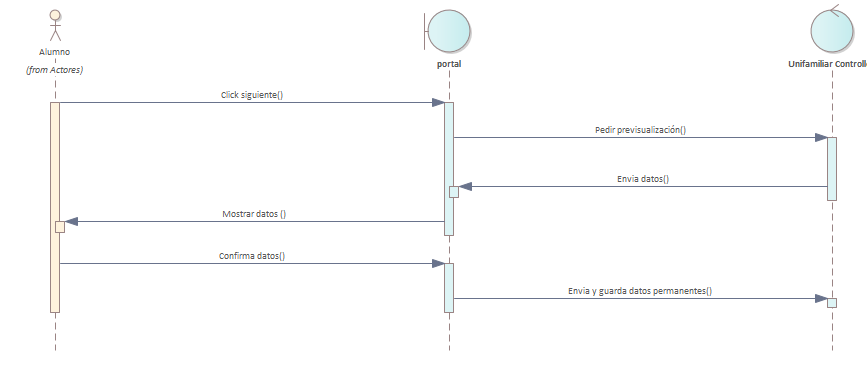 Alumno
(from Actores)
portal
Unifamiliar Controll
Click siguiente()
Pedir previsualización()
Envia datos()
Mostrar datos ()
Confirma datos()
Envia y guarda datos permanentes()